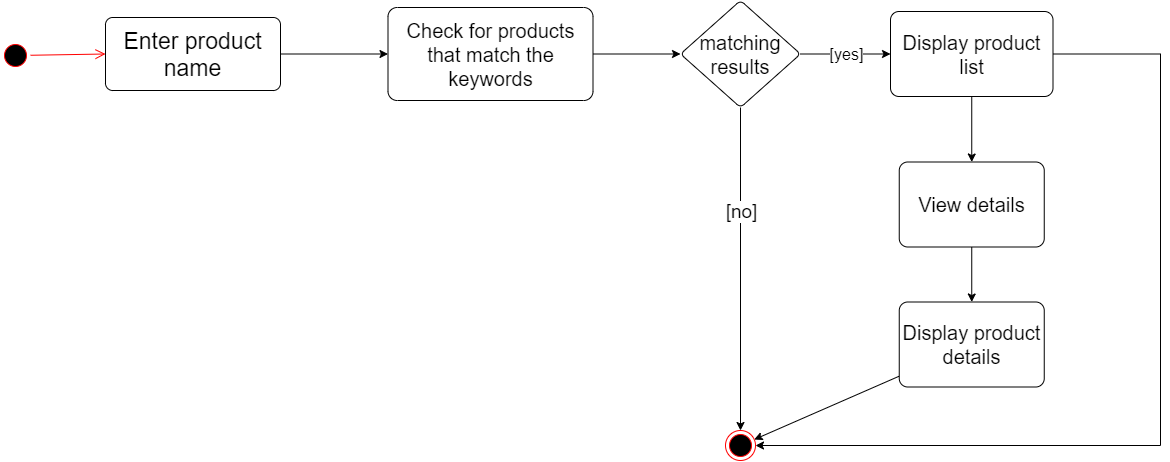 Enter product
name
Check for products
that match the
keywords
matching
results
[yes]
Display product
list
[no]
View details
Display product
details